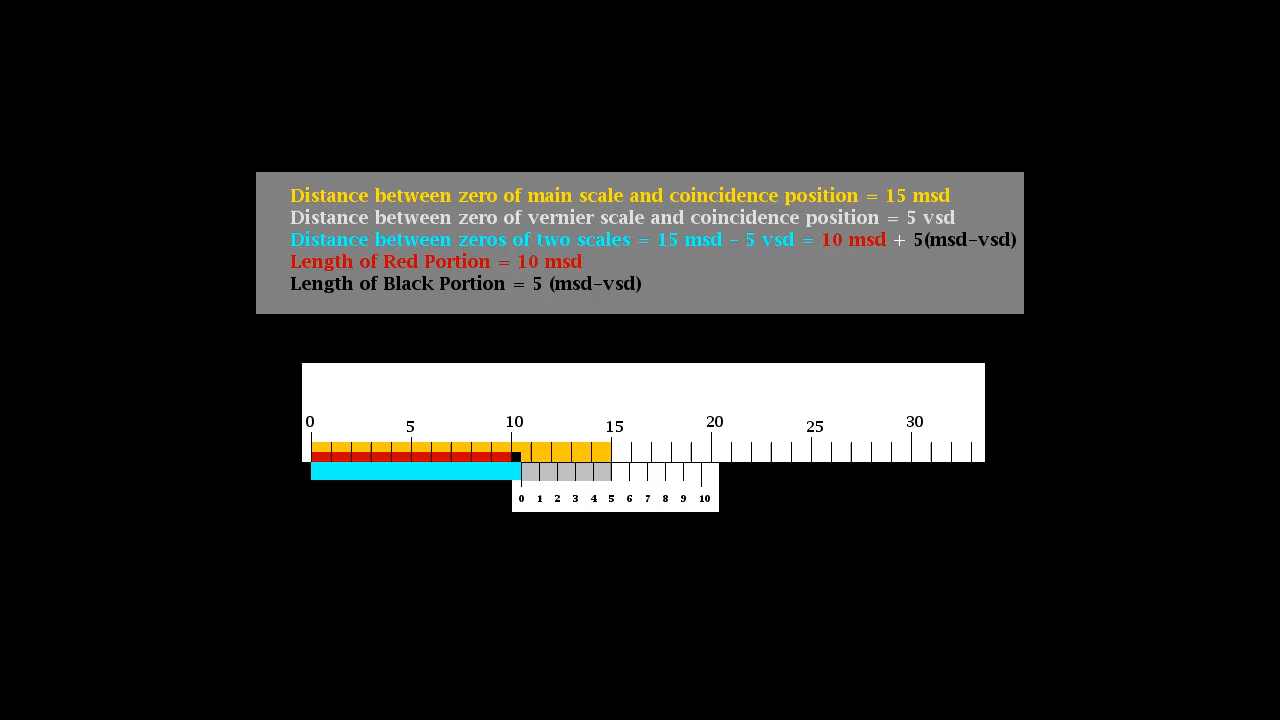 Distance between zero of main scale and coincidence position = 15 msd
Distance between zero of vernier scale and coincidence position = 5 vsd
Distance between zeros of two scales = 15 msd - 5 vsd = 10 msd + 5(msd-vsd)
Length of Red Portion = 10 msd
Length of Black Portion = 5 (msd-vsd)
0 5 10 15 20 25 30
0 1 2 3 4 5 6 7 8 9 10